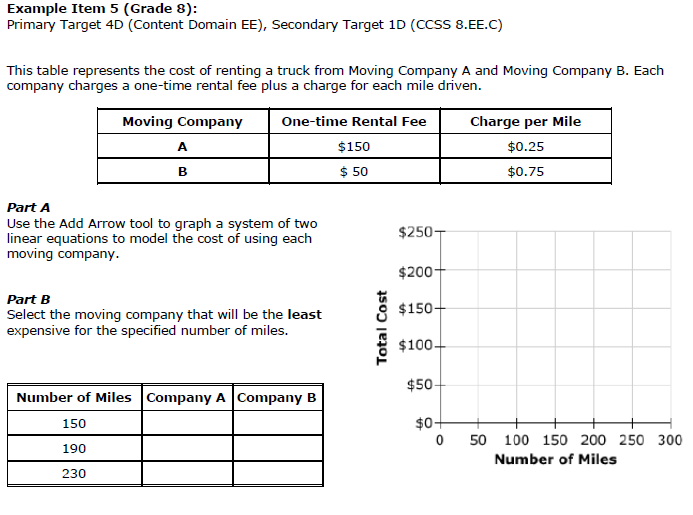 Example Item 5 (Grade 8):
Primary Target 4D (Content Domain EE), Secondary Target 1D (CCSS 8.EE.C)
This table represents the cost of renting a truck from Moving Company A and Moving Company B. Each
company charges a one-time rental fee plus a charge for each mile driven.
Moving Company One-time Rental Fee Charge per Mile
A $150 $0.25
B $ 50 $0.75
Part A
Use the Add Arrow tool to graph a system of two
linear equations to model the cost of using each
moving company.
Part B
Select the moving company that will be the least
expensive for the specified number of miles.
Number of Miles Company A Company B
150
190
230
Total Cost
$250
$200
$150
$100
$50
$0
0 50 100 150 200 250 300
Number of Miles